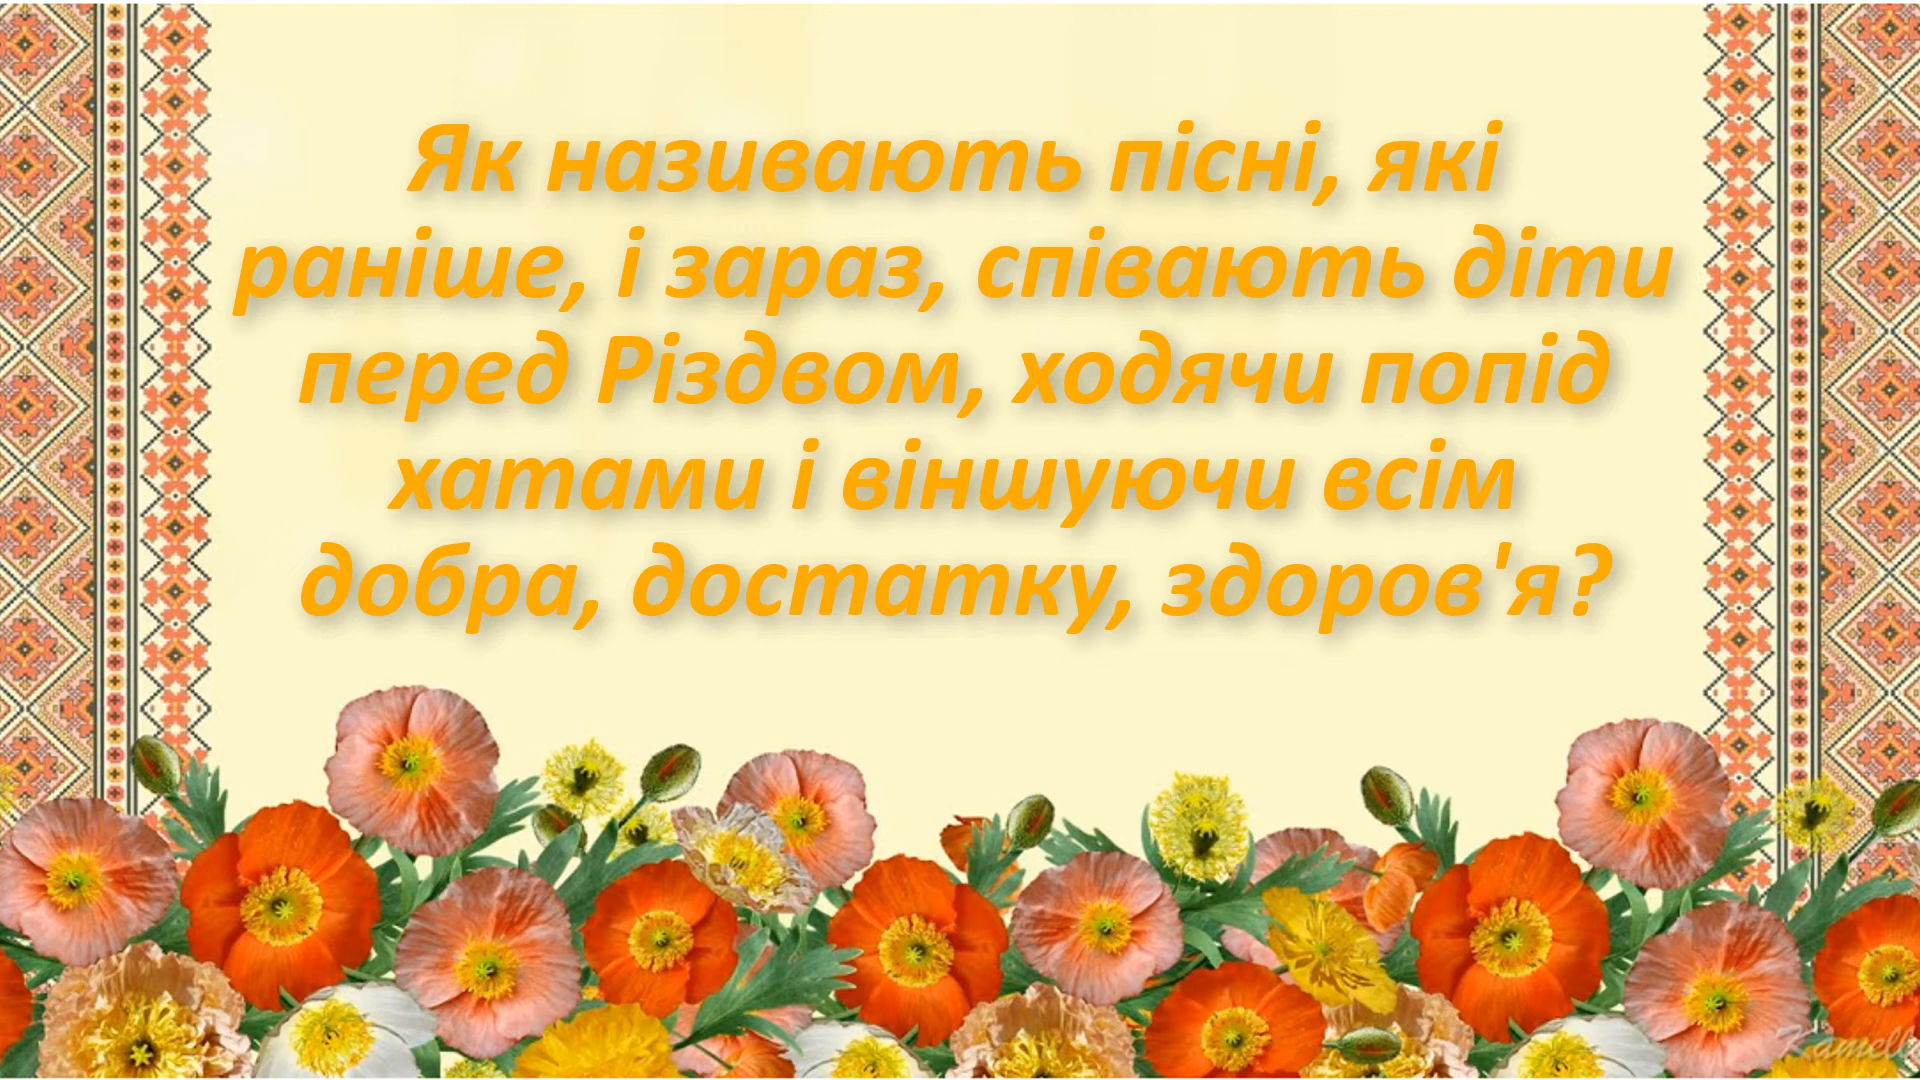 Як називають пісні, які
раніше, і зараз, співають діти
перед Різдвом, ходячи попід
хатами і віншуючи всім
добра, достатку, здоров'я?